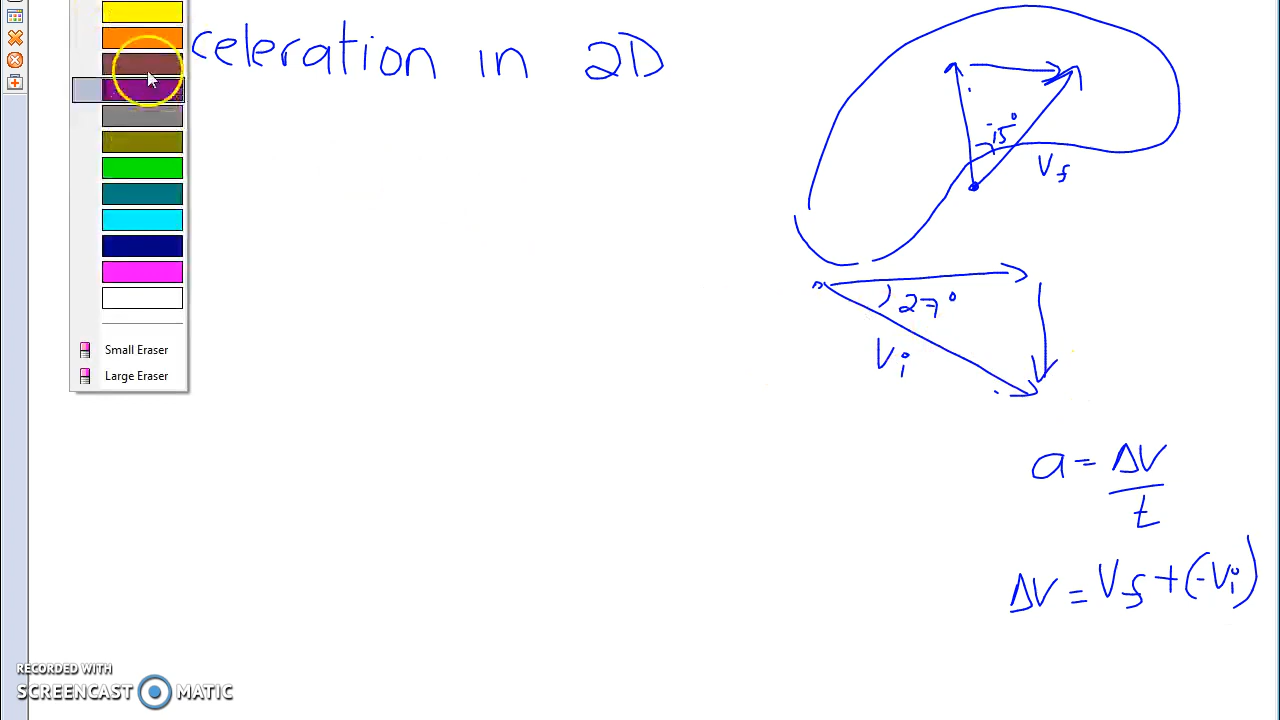 celeration in 2D
15°
Vf
27°
Vi
a = ΔV
t
ΔV = Vf + (-Vi)
Small Eraser
Large Eraser
RECORDED WITH
SCREENCAST MATIC